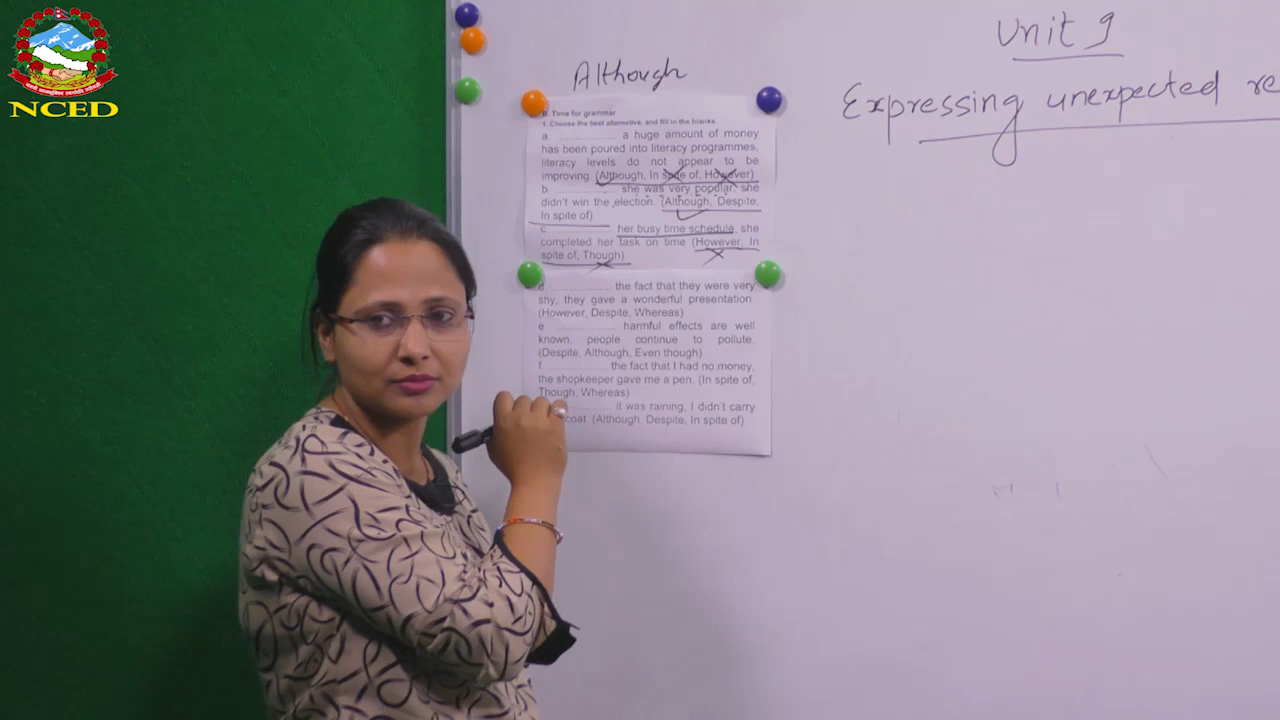 NCED
Although
Unit 9
Expressing unexpected re
B. Time for grammar
1. Choose the best alternative, and fill in the blanks.
a. .................... a huge amount of money
has been poured into literacy programmes,
literacy levels do not appear to be
improving. (Although, In spite of, However)
b. .................... she was very popular, she
didn't win the election. (Although, Despite,
In spite of)
c .................... her busy time schedule, she
completed her task on time (However, In
spite of, Though)
d .................... the fact that they were very
shy, they gave a wonderful presentation.
(However, Despite, Whereas)
e .................... harmful effects are well
known, people continue to pollute.
(Despite, Although, Even though)
f .................... the fact that I had no money,
the shopkeeper gave me a pen. (In spite of,
Though, Whereas)
it was raining, I didn't carry
coat. (Although, Despite, In spite of)